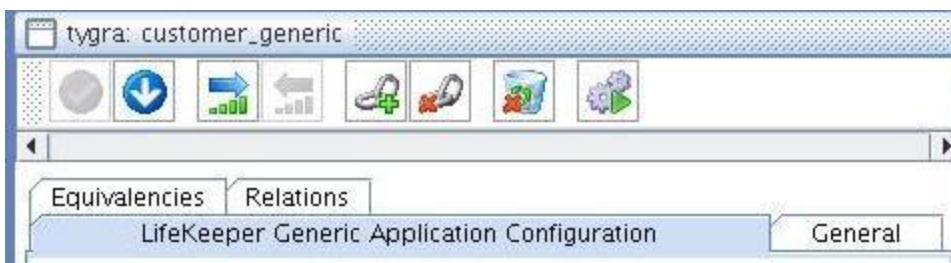 tygra: customer_generic
Equivalencies Relations
LifeKeeper Generic Application Configuration General